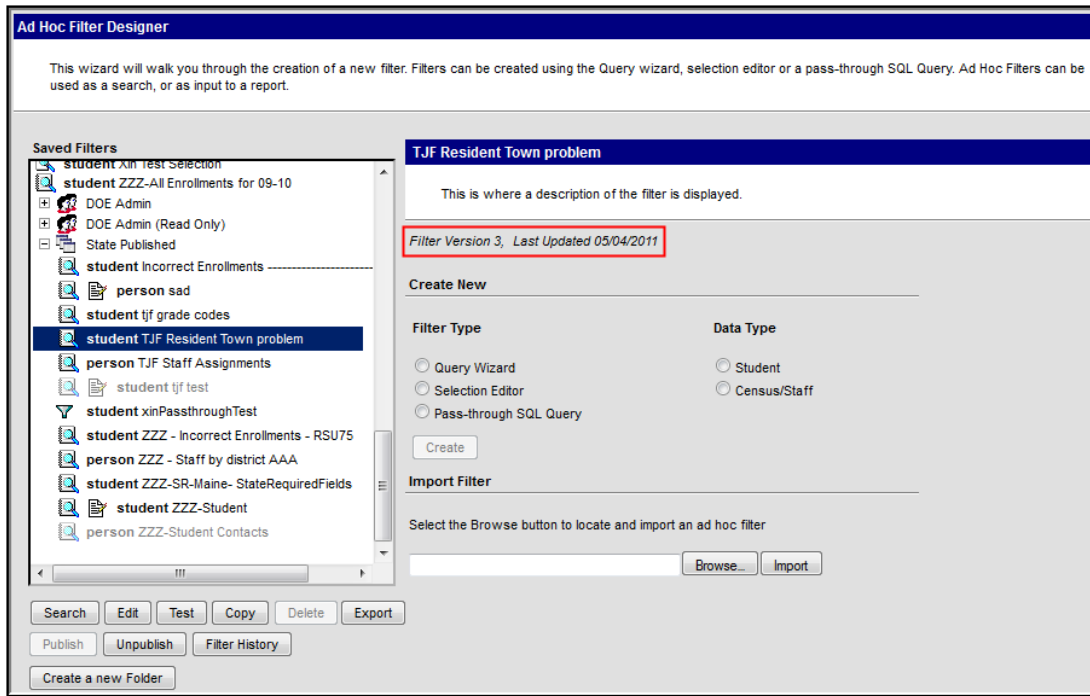 Ad Hoc Filter Designer
This wizard will walk you through the creation of a new filter. Filters can be created using the Query wizard, selection editor or a pass-through SQL Query. Ad Hoc Filters can be
used as a search, or as input to a report.
Saved Filters
student Xin Test Selection
student ZZZ-All Enrollments for 09-10
DOE Admin
DOE Admin (Read Only)
State Published
student Incorrect Enrollments -----------------------
person sad
student tjf grade codes
student TJF Resident Town problem
person TJF Staff Assignments
student tjf test
student xinPassthroughTest
student ZZZ - Incorrect Enrollments - RSU75
person ZZZ - Staff by district AAA
student ZZZ-SR-Maine- StateRequiredFields
student ZZZ-Student
person ZZZ-Student Contacts
Search Edit Test Copy Delete Export
Publish Unpublish Filter History
Create a new Folder
TJF Resident Town problem
This is where a description of the filter is displayed.
Filter Version 3, Last Updated 05/04/2011
Create New
Filter Type Data Type
Query Wizard Student
Selection Editor Census/Staff
Pass-through SQL Query
Create
Import Filter
Select the Browse button to locate and import an ad hoc filter
Browse... Import